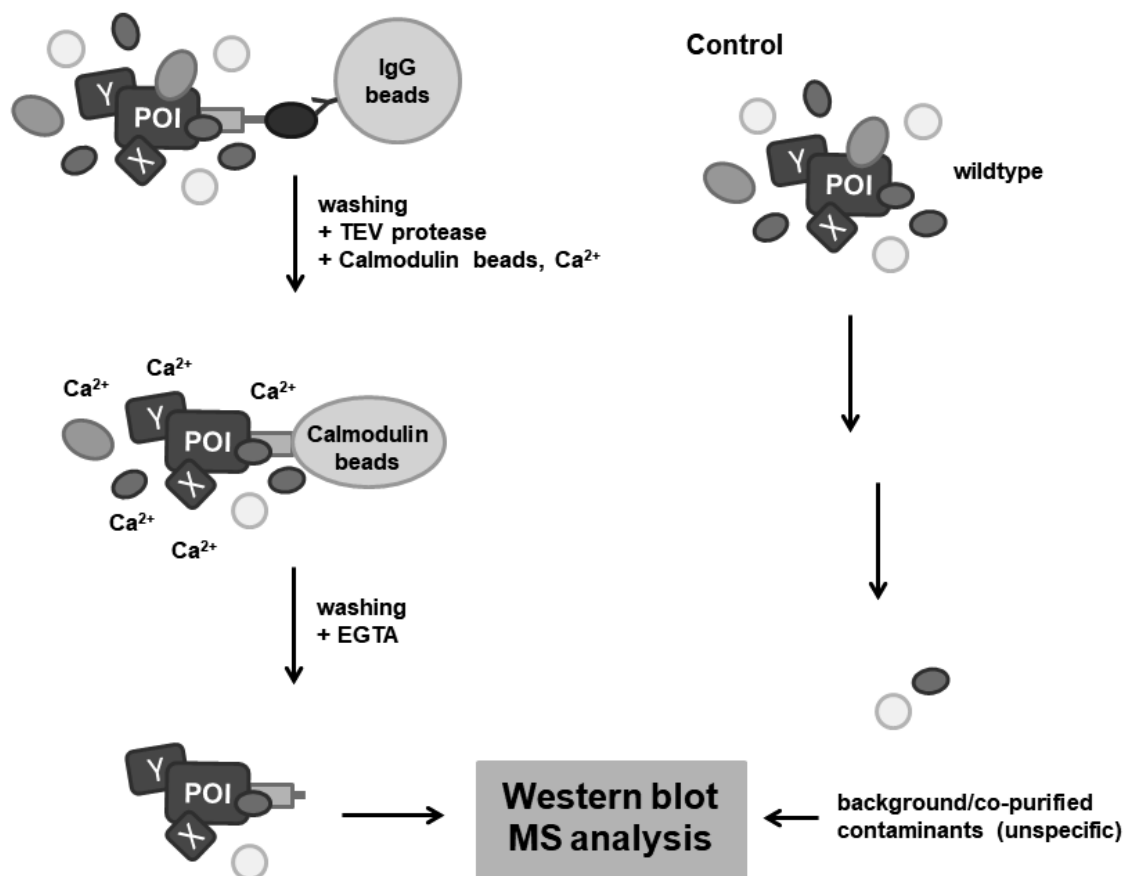 Control
IgG
beads
Y
POI
X
Y
POI
X
wildtype
washing
+ TEV protease
+ Calmodulin beads, Ca²⁺
Ca²⁺
Ca²⁺
Ca²⁺
Y
POI
X
Calmodulin
beads
Ca²⁺
Ca²⁺
washing
+ EGTA
Y
POI
X
Western blot
MS analysis
background/co-purified
contaminants (unspecific)